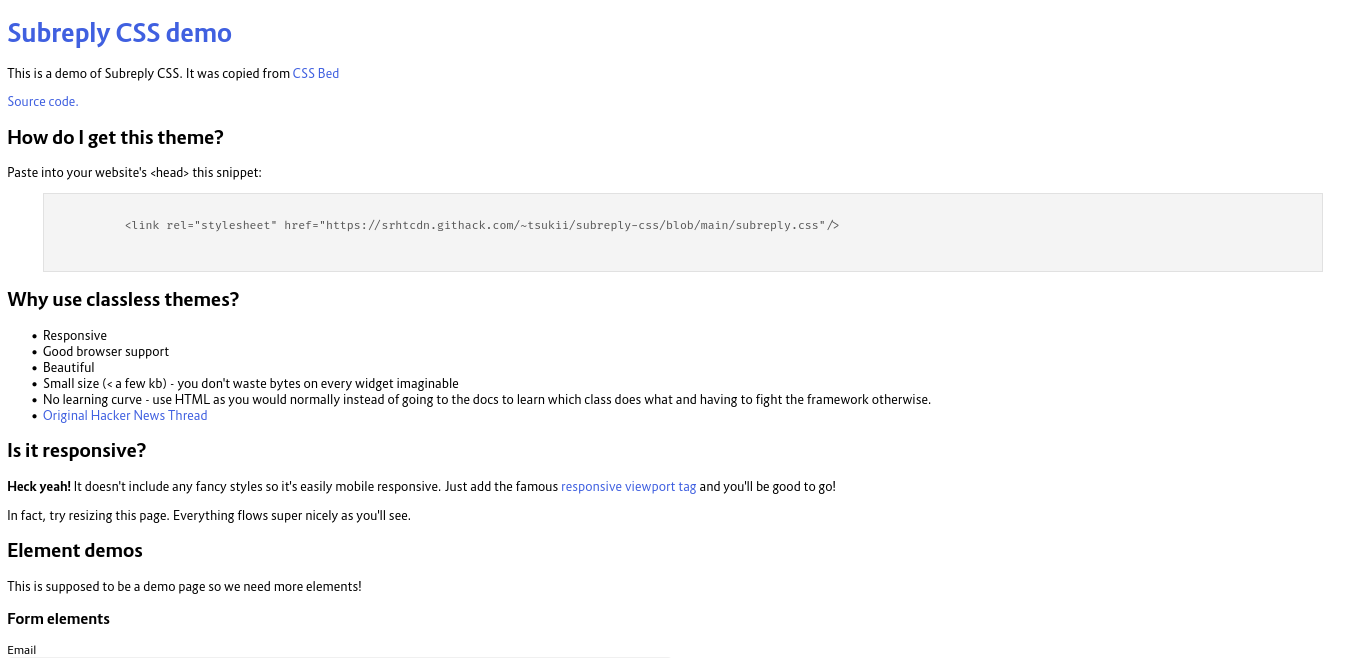 Subreply CSS demo
This is a demo of Subreply CSS. It was copied from CSS Bed
Source code.
How do I get this theme?
Paste into your website's <head> this snippet:
<link rel="stylesheet" href="https://srhtcdn.githack.com/~tsukii/subreply-css/blob/main/subreply.css"/>
Why use classless themes?
• Responsive
• Good browser support
• Beautiful
• Small size (< a few kb) - you don't waste bytes on every widget imaginable
• No learning curve - use HTML as you would normally instead of going to the docs to learn which class does what and having to fight the framework otherwise.
• Original Hacker News Thread
Is it responsive?
Heck yeah! It doesn't include any fancy styles so it's easily mobile responsive. Just add the famous responsive viewport tag and you'll be good to go!
In fact, try resizing this page. Everything flows super nicely as you'll see.
Element demos
This is supposed to be a demo page so we need more elements!
Form elements
Email